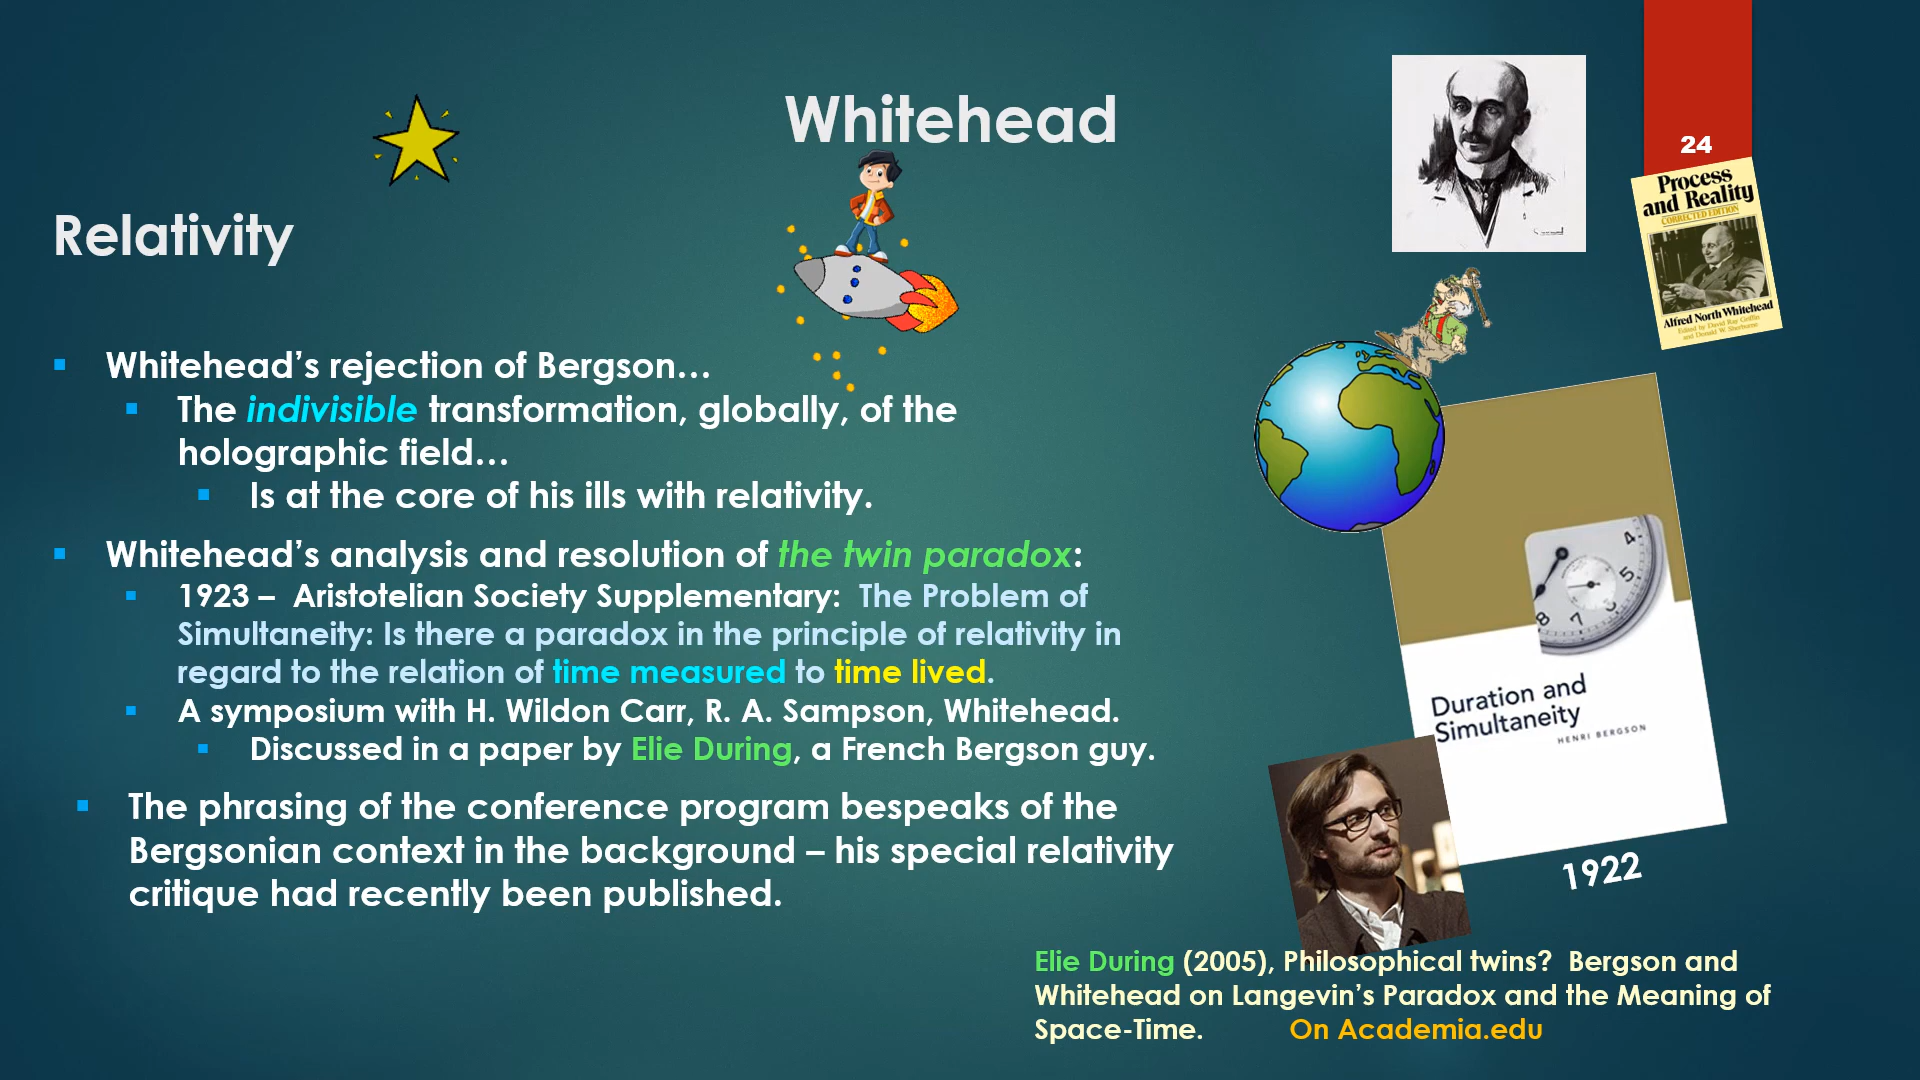 Whitehead
24
Relativity
Process
and Reality
CORRECTED EDITION
Alfred North Whitehead
Edited by David Ray Griffin
and Donald W. Sherburne
▪ Whitehead’s rejection of Bergson…
▪ The indivisible transformation, globally, of the
holographic field…
▪ Is at the core of his ills with relativity.
▪ Whitehead’s analysis and resolution of the twin paradox:
▪ 1923 – Aristotelian Society Supplementary: The Problem of
Simultaneity: Is there a paradox in the principle of relativity in
regard to the relation of time measured to time lived.
▪ A symposium with H. Wildon Carr, R. A. Sampson, Whitehead.
▪ Discussed in a paper by Elie During, a French Bergson guy.
▪ The phrasing of the conference program bespeaks of the
Bergsonian context in the background – his special relativity
critique had recently been published.
4
5
6
7
8
Duration and
Simultaneity
HENRI BERGSON
1922
Elie During (2005), Philosophical twins? Bergson and
Whitehead on Langevin’s Paradox and the Meaning of
Space-Time. On Academia.edu